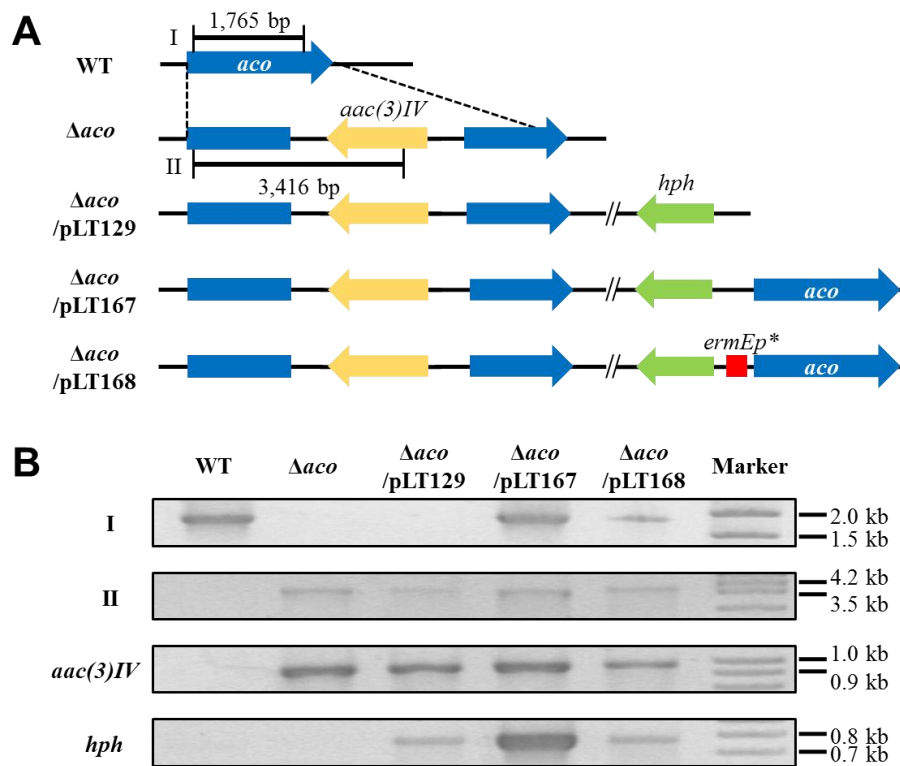 A
I
1,765 bp
WT
aco
Δaco
aac(3)IV
II
3,416 bp
Δaco
/pLT129
hph
Δaco
/pLT167
aco
Δaco
/pLT168
ermEp*
aco
B
WT
Δaco
Δaco
/pLT129
Δaco
/pLT167
Δaco
/pLT168
Marker
I
2.0 kb
1.5 kb
II
4.2 kb
3.5 kb
aac(3)IV
1.0 kb
0.9 kb
hph
0.8 kb
0.7 kb